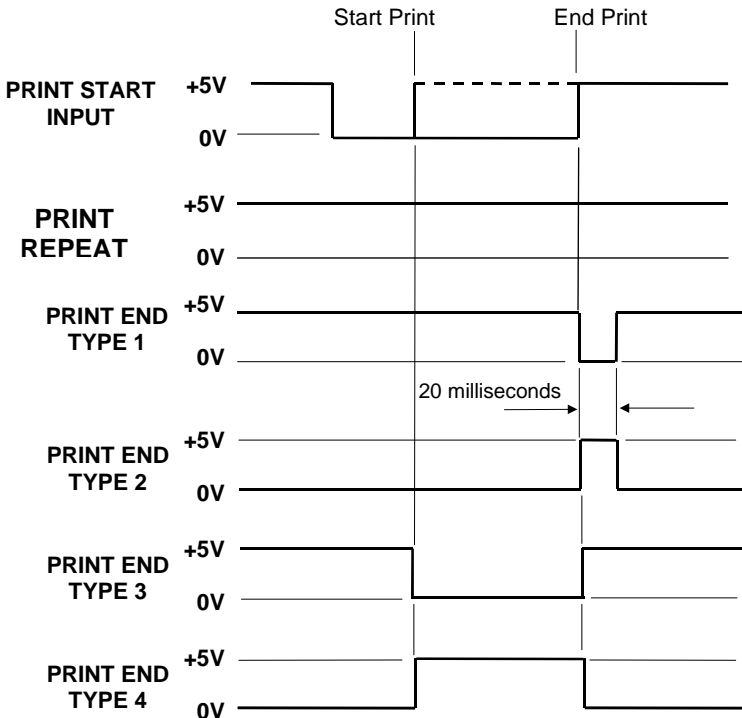 Start Print End Print
PRINT START
INPUT
+5V
0V
PRINT
REPEAT
+5V
0V
PRINT END
TYPE 1
+5V
0V
20 milliseconds
PRINT END
TYPE 2
+5V
0V
PRINT END
TYPE 3
+5V
0V
PRINT END
TYPE 4
+5V
0V